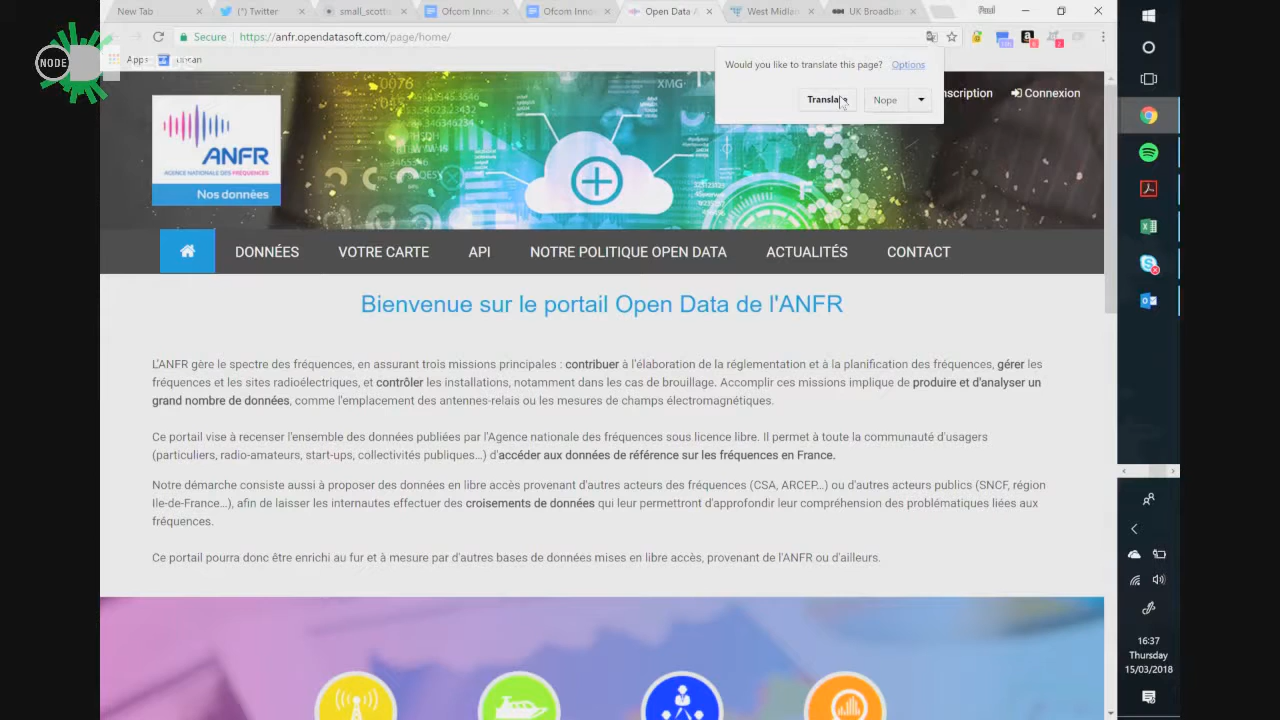 New Tab
(*) Twitter
small_scotti
Ofcom Inno
Ofcom Inno
Open Data
West Midlan
UK Broadba
Paul
Secure
https://anfr.opendatasoft.com/page/home/
NODE
Apps
Would you like to translate this page? Options
Translate
Nope
nscription
Connexion
ANFR
AGENCE NATIONALE DES FRÉQUENCES
Nos données
DONNÉES
VOTRE CARTE
API
NOTRE POLITIQUE OPEN DATA
ACTUALITÉS
CONTACT
Bienvenue sur le portail Open Data de l'ANFR
L'ANFR gère le spectre des fréquences, en assurant trois missions principales : contribuer à l'élaboration de la réglementation et à la planification des fréquences, gérer les
fréquences et les sites radioélectriques, et contrôler les installations, notamment dans les cas de brouillage. Accomplir ces missions implique de produire et d'analyser un
grand nombre de données, comme l'emplacement des antennes-relais ou les mesures de champs électromagnétiques.
Ce portail vise à recenser l'ensemble des données publiées par l'Agence nationale des fréquences sous licence libre. Il permet à toute la communauté d'usagers
(particuliers, radio-amateurs, start-ups, collectivités publiques...) d'accéder aux données de référence sur les fréquences en France.
Notre démarche consiste aussi à proposer des données en libre accès provenant d'autres acteurs des fréquences (CSA, ARCEP...) ou d'autres acteurs publics (SNCF, région
Ile-de-France...), afin de laisser les internautes effectuer des croisements de données qui leur permettront d'approfondir leur compréhension des problématiques liées aux
fréquences.
Ce portail pourra donc être enrichi au fur et à mesure par d'autres bases de données mises en libre accès, provenant de l'ANFR ou d'ailleurs.
16:37
Thursday
15/03/2018